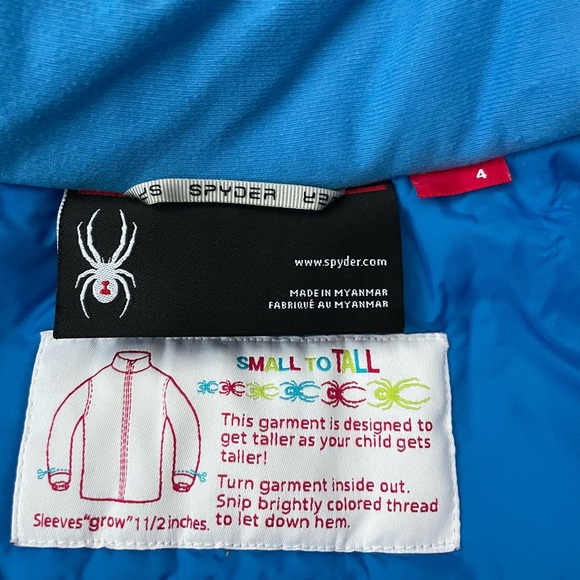 SPYDER
4
www.spyder.com
MADE IN MYANMAR
FABRIQUÉ AU MYANMAR
SMALL TO TALL
This garment is designed to
get taller as your child gets
taller!
Turn garment inside out.
Snip brightly colored thread
to let down hem.
Sleeves "grow" 1 1/2 inches.